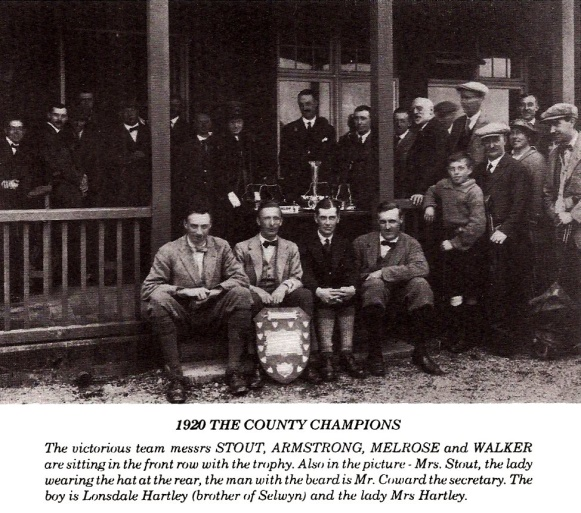 1920 THE COUNTY CHAMPIONS
The victorious team messrs STOUT, ARMSTRONG, MELROSE and WALKER
are sitting in the front row with the trophy. Also in the picture - Mrs. Stout, the lady
wearing the hat at the rear, the man with the beard is Mr. Coward the secretary. The
boy is Lonsdale Hartley (brother of Selwyn) and the lady Mrs Hartley.